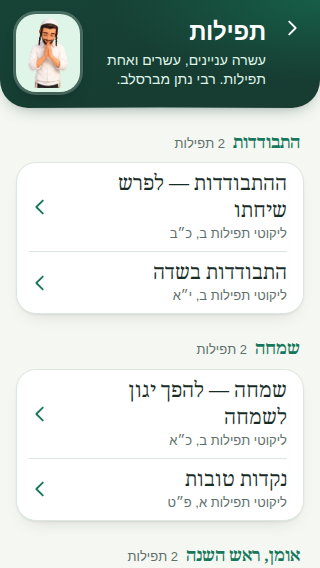 תפילות
עשרה עניינים, עשרים ואחת
תפילות. רבי נתן מברסלב.
התבודדות 2 תפילות
ההתבודדות — לפרש
שיחתו
ליקוטי תפילות ב, כ״ב
התבודדות בשדה
ליקוטי תפילות ב, י״א
שמחה 2 תפילות
שמחה — להפך יגון
לשמחה
ליקוטי תפילות ב, כ״א
נקדות טובות
ליקוטי תפילות א, פ״ט
אומן, ראש השנה 2 תפילות